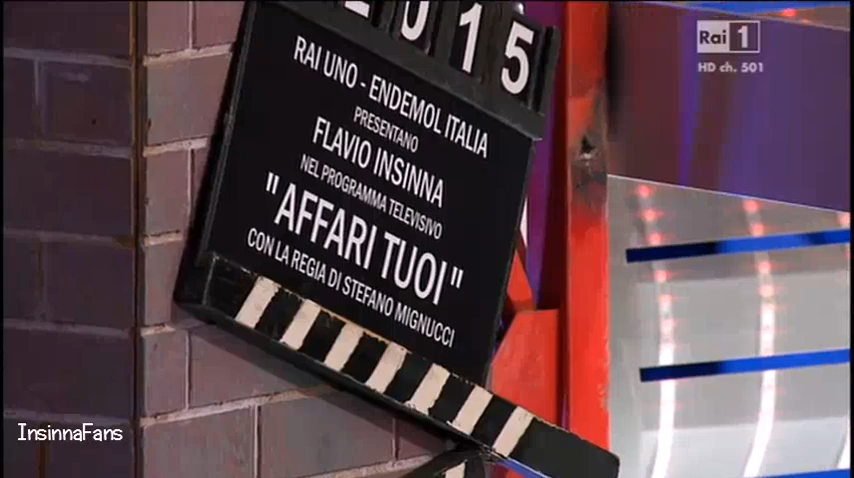 2015
Rai 1
HD ch. 501
RAI UNO - ENDEMOL ITALIA
PRESENTANO
FLAVIO INSINNA
NEL PROGRAMMA TELEVISIVO
"AFFARI TUOI"
CON LA REGIA DI STEFANO MIGNUCCI
InsinnaFans